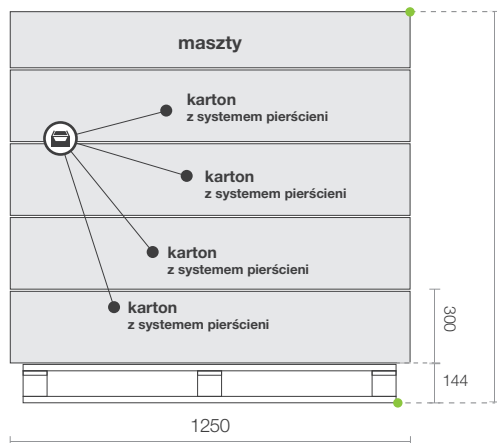 maszty
karton
z systemem pierścieni
karton
z systemem pierścieni
karton
z systemem pierścieni
karton
z systemem pierścieni
300
144
1250